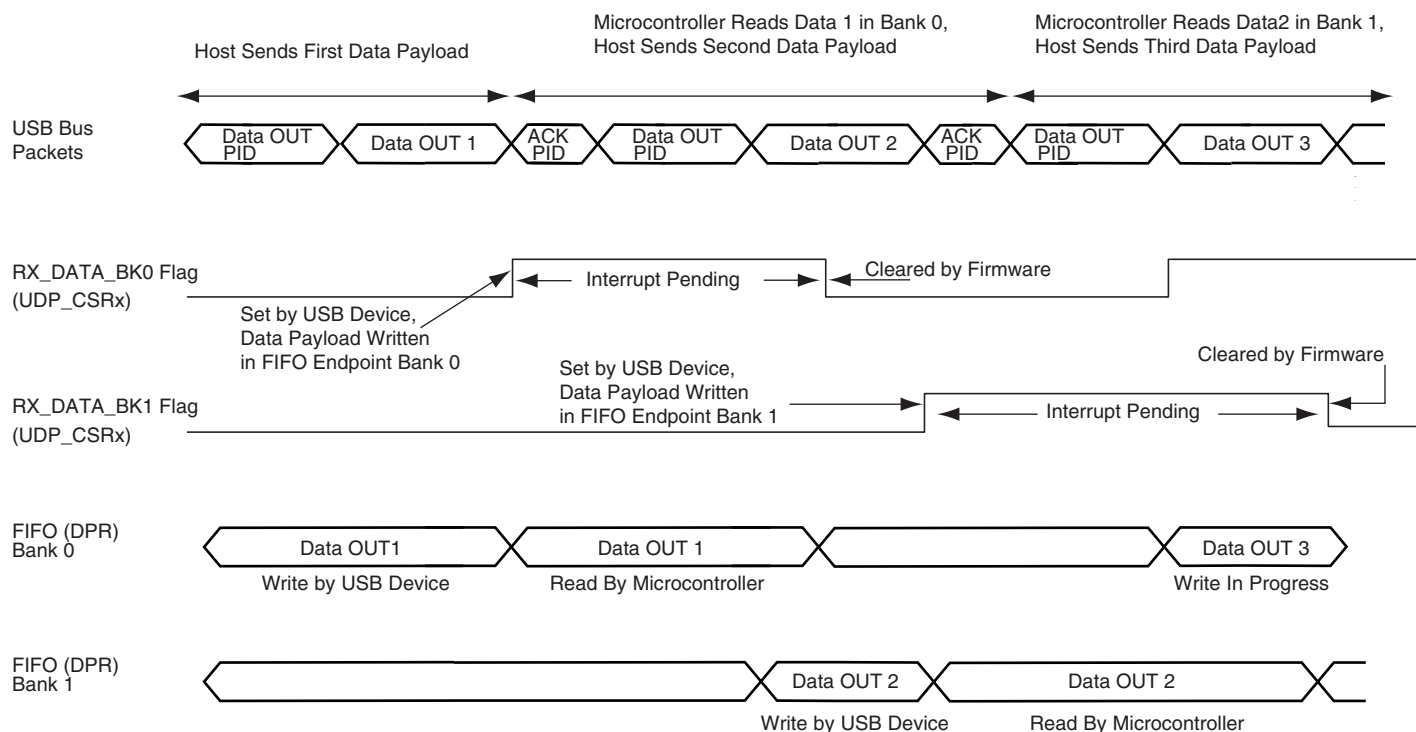 Host Sends First Data Payload
Microcontroller Reads Data 1 in Bank 0,
Host Sends Second Data Payload
Microcontroller Reads Data2 in Bank 1,
Host Sends Third Data Payload
USB Bus
Packets
Data OUT
PID
Data OUT 1
ACK
PID
Data OUT
PID
Data OUT 2
ACK
PID
Data OUT
PID
Data OUT 3
RX_DATA_BK0 Flag
(UDP_CSRx)
Interrupt Pending
Cleared by Firmware
Set by USB Device,
Data Payload Written
in FIFO Endpoint Bank 0
RX_DATA_BK1 Flag
(UDP_CSRx)
Set by USB Device,
Data Payload Written
in FIFO Endpoint Bank 1
Interrupt Pending
Cleared by Firmware
FIFO (DPR)
Bank 0
Data OUT1
Data OUT 1
Data OUT 3
Write by USB Device
Read By Microcontroller
Write In Progress
FIFO (DPR)
Bank 1
Data OUT 2
Data OUT 2
Write by USB Device
Read By Microcontroller